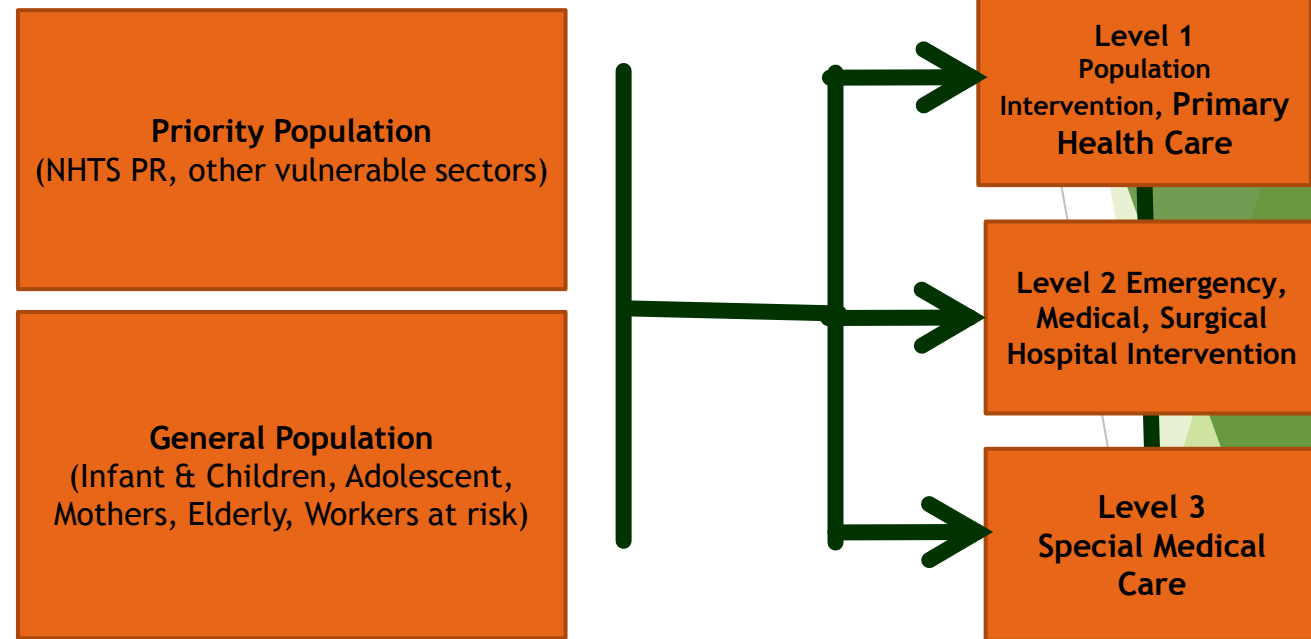 Priority Population
(NHTS PR, other vulnerable sectors)
General Population
(Infant & Children, Adolescent,
Mothers, Elderly, Workers at risk)
Level 1
Population
Intervention, Primary
Health Care
Level 2 Emergency,
Medical, Surgical
Hospital Intervention
Level 3
Special Medical
Care